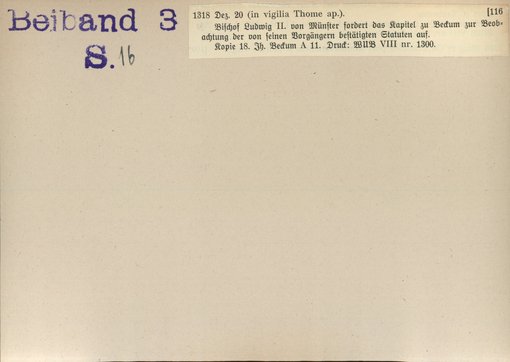 Beiband 3
S. 16
1318 Dez. 20 (in vigilia Thome ap.). [116
Bischof Ludwig II. von Münster fordert das Kapitel zu Beckum zur Beob-
achtung der von seinen Vorgängern bestätigten Statuten auf.
Kopie 18. Jh. Beckum A 11. Druck: WUB VIII nr. 1300.